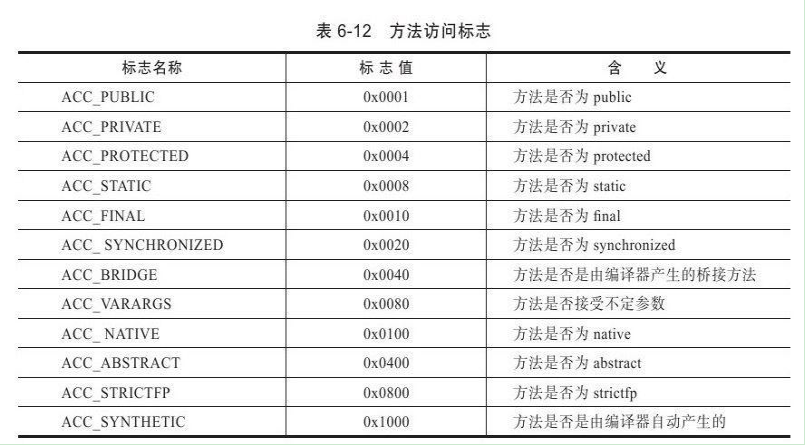 表 6-12 方法访问标志
标志名称 标 志 值 含 义
ACC_PUBLIC 0x0001 方法是否为 public
ACC_PRIVATE 0x0002 方法是否为 private
ACC_PROTECTED 0x0004 方法是否为 protected
ACC_STATIC 0x0008 方法是否为 static
ACC_FINAL 0x0010 方法是否为 final
ACC_ SYNCHRONIZED 0x0020 方法是否为 synchronized
ACC_BRIDGE 0x0040 方法是否是由编译器产生的桥接方法
ACC_VARARGS 0x0080 方法是否接受不定参数
ACC_ NATIVE 0x0100 方法是否为 native
ACC_ABSTRACT 0x0400 方法是否为 abstract
ACC_STRICTFP 0x0800 方法是否为 strictfp
ACC_SYNTHETIC 0x1000 方法是否是由编译器自动产生的